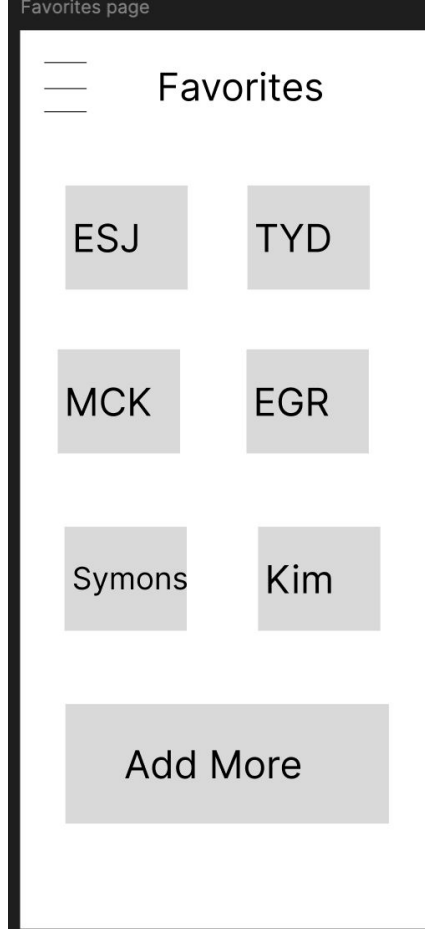 Favorites page
Favorites
ESJ
TYD
MCK
EGR
Symons
Kim
Add More